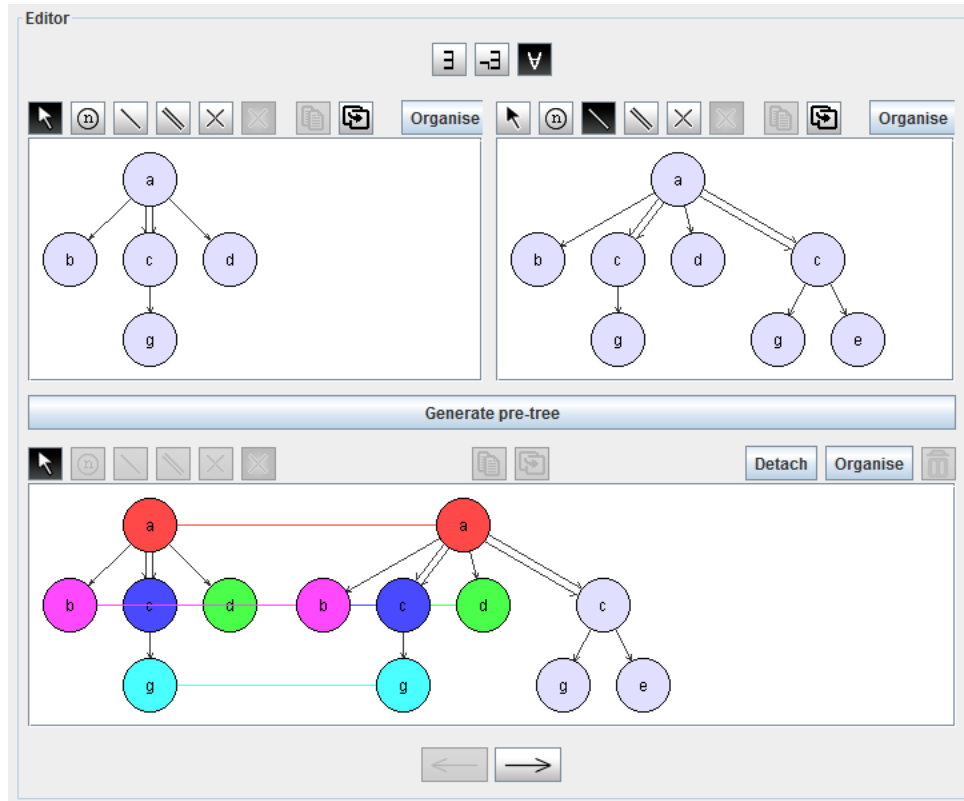 Editor
∃ ¬∃ ∀
n Organise n Organise
a a
b c d b c d c
g g g e
Generate pre-tree
n Detach Organise
a a
b c d b c d c
g g g e